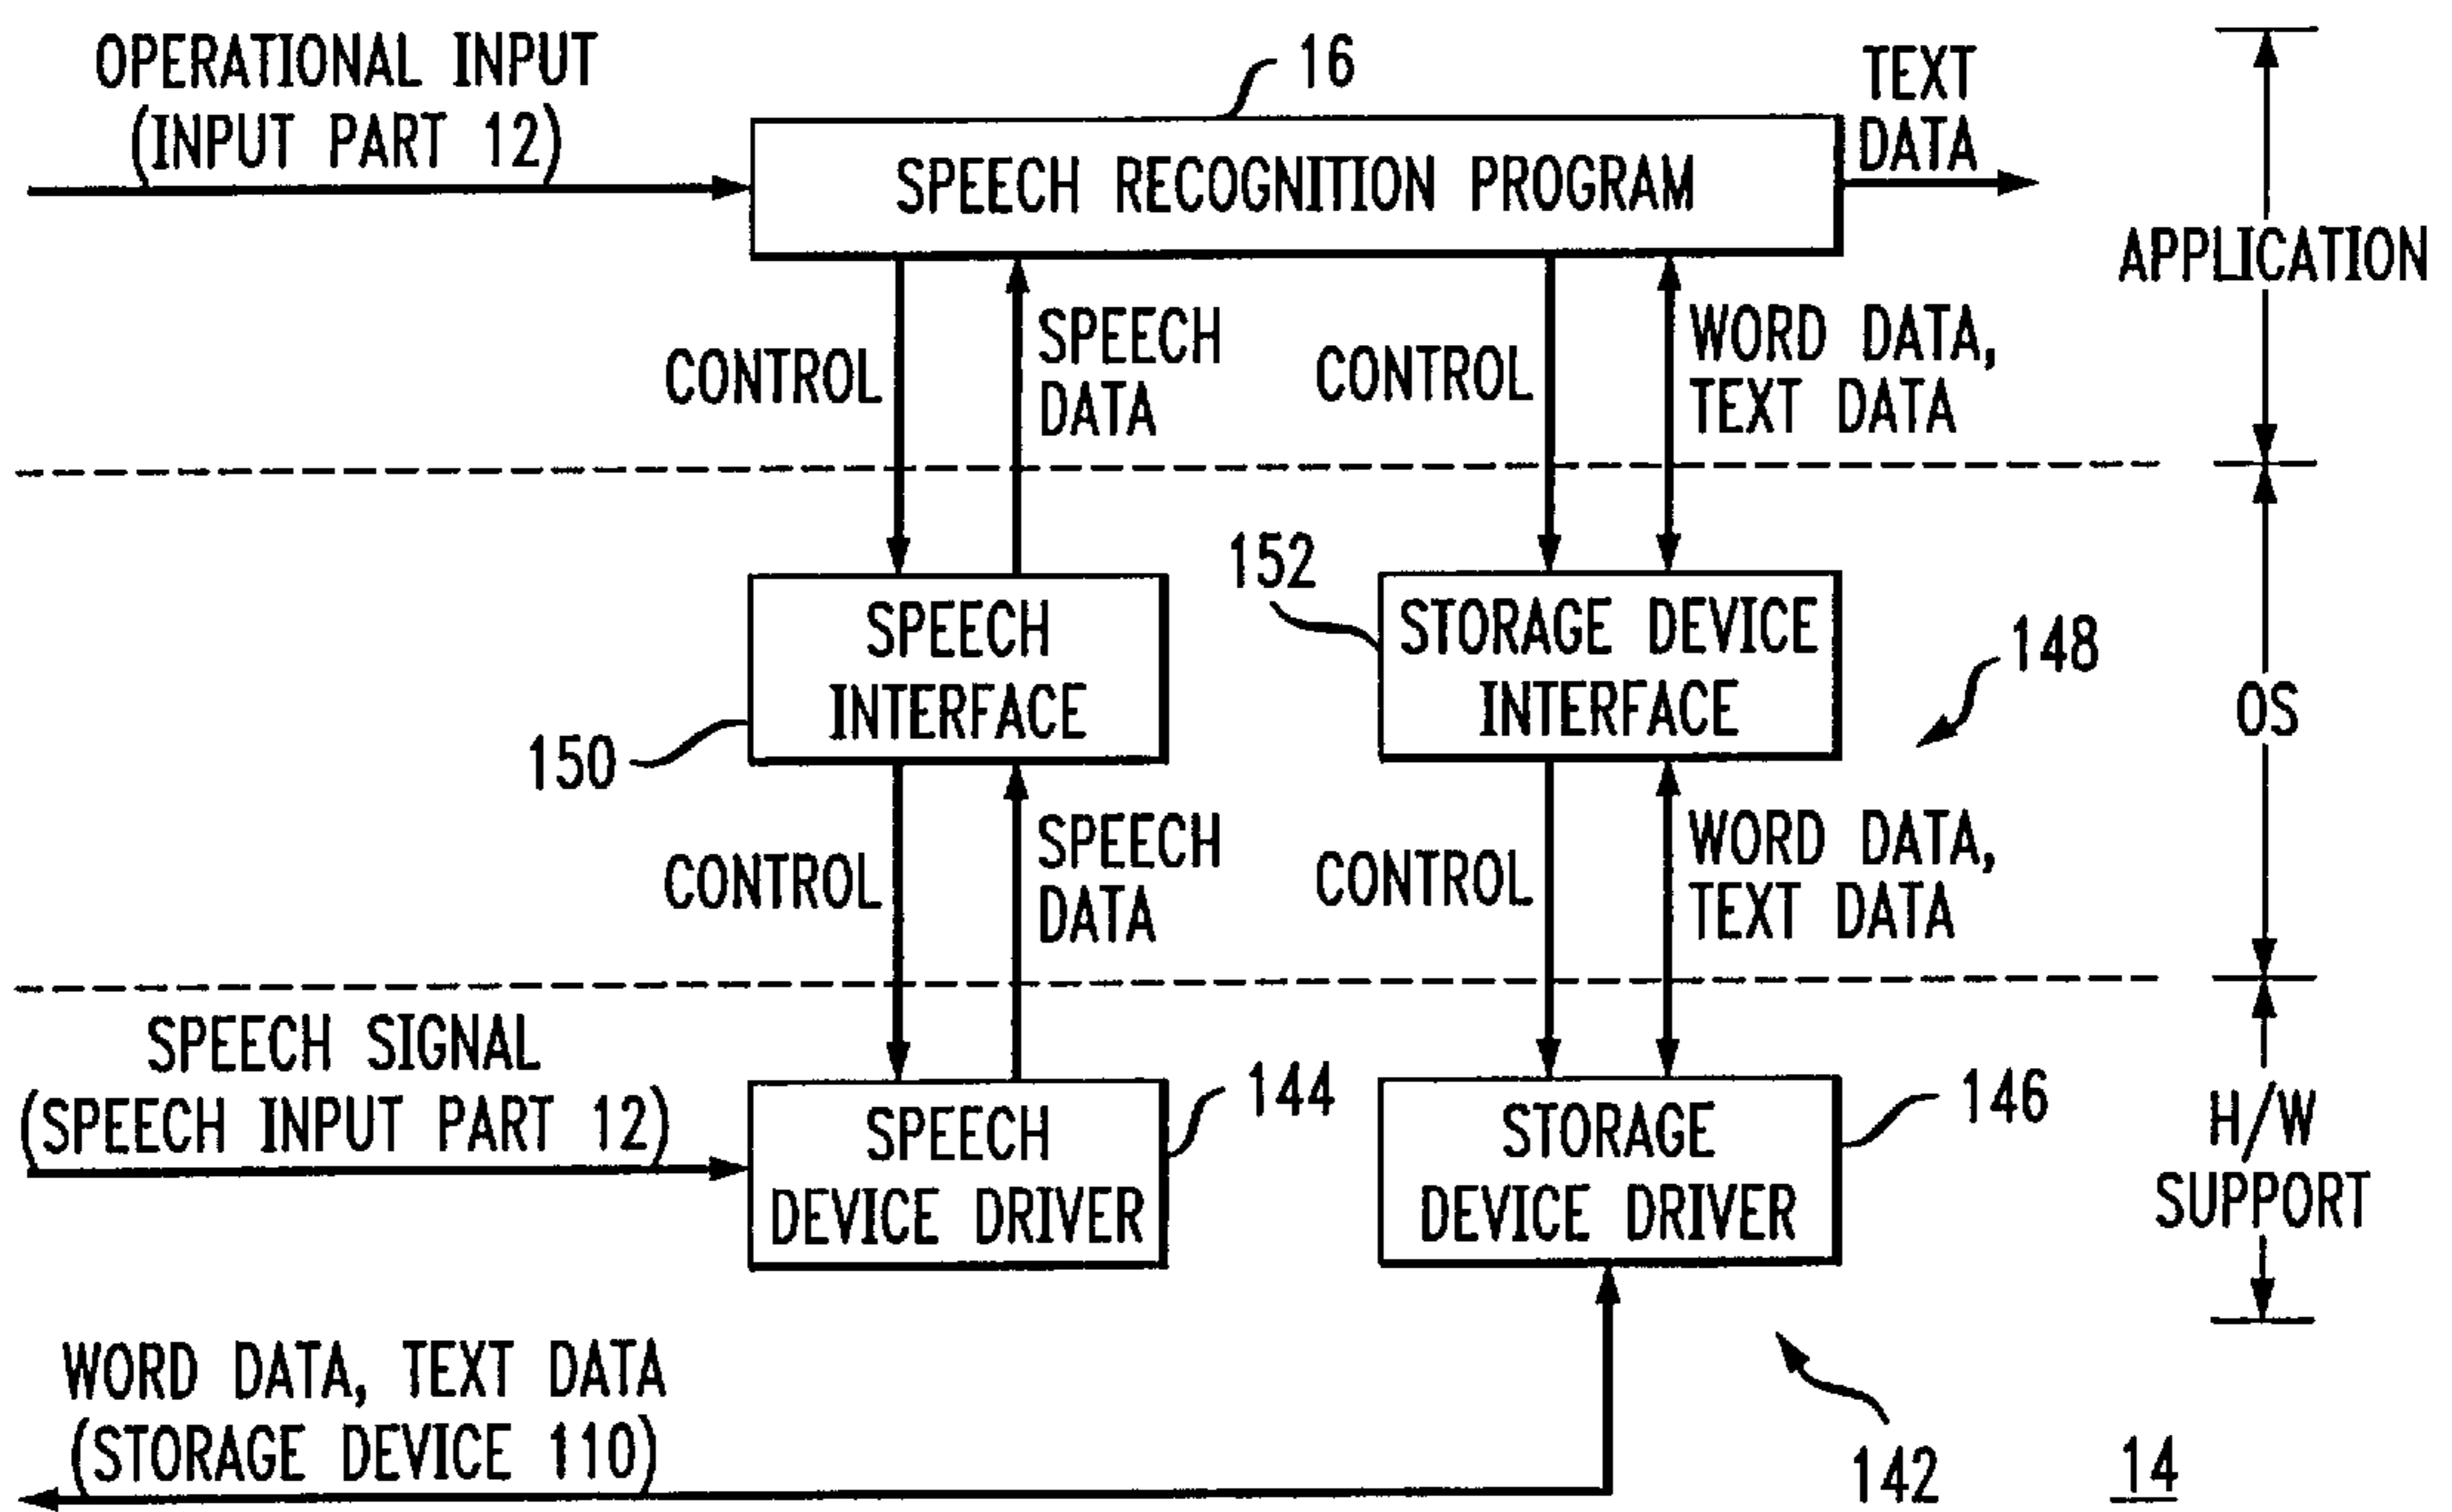 OPERATIONAL INPUT
(INPUT PART 12)
16
TEXT
DATA
SPEECH RECOGNITION PROGRAM
APPLICATION
CONTROL
SPEECH
DATA
CONTROL
WORD DATA,
TEXT DATA
152
SPEECH
INTERFACE
150
STORAGE DEVICE
INTERFACE
148
OS
CONTROL
SPEECH
DATA
CONTROL
WORD DATA,
TEXT DATA
SPEECH SIGNAL
(SPEECH INPUT PART 12)
SPEECH
DEVICE DRIVER
144
STORAGE
DEVICE DRIVER
146
H/W
SUPPORT
WORD DATA, TEXT DATA
(STORAGE DEVICE 110)
142
14